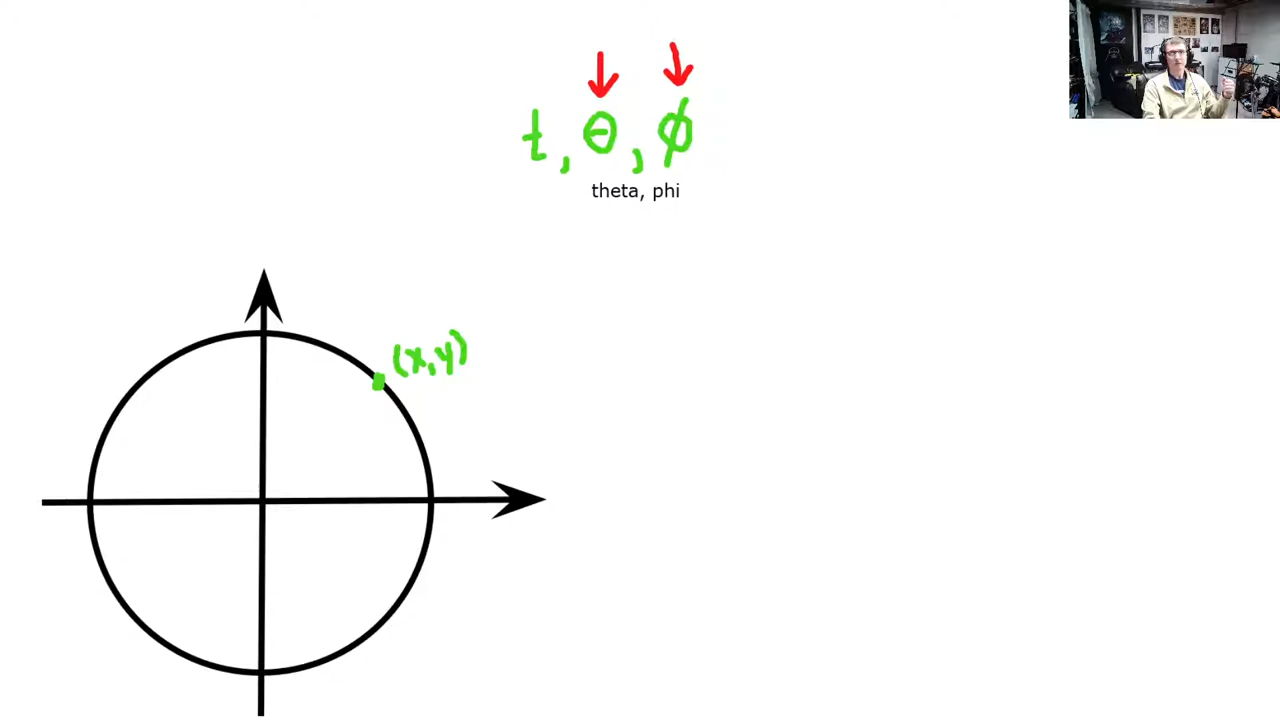 t, θ, ϕ
theta, phi
(x,y)